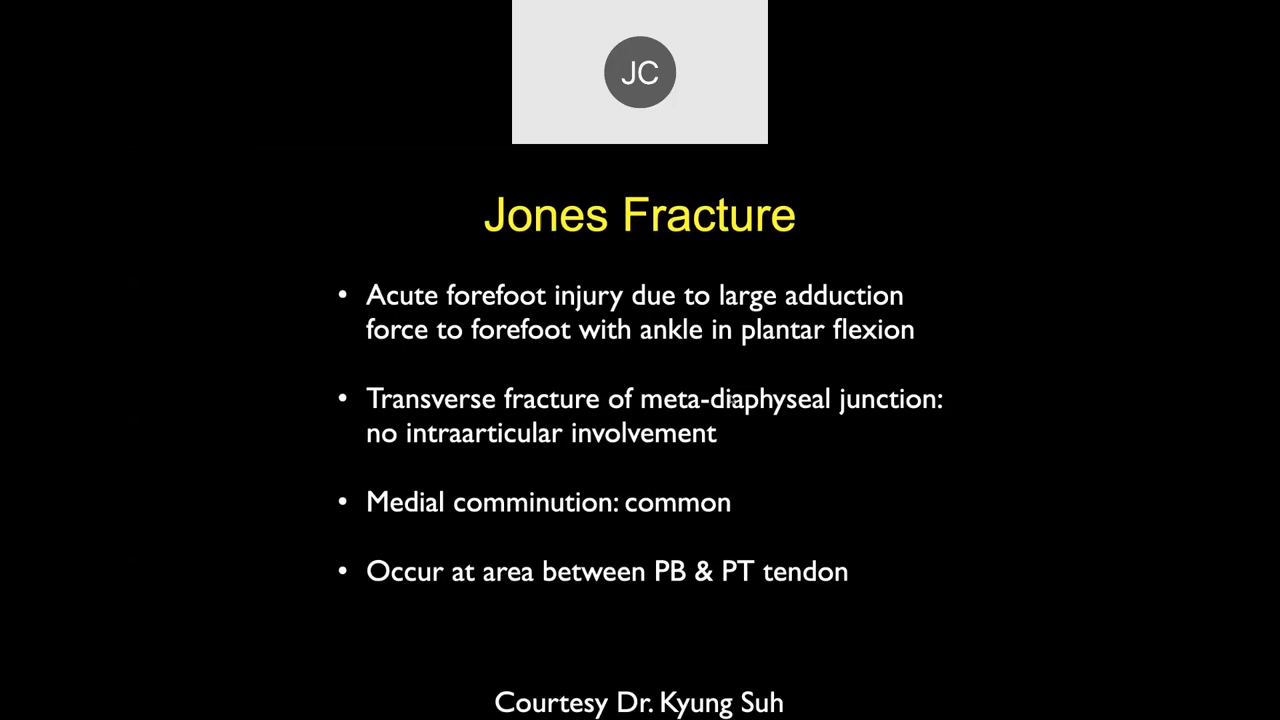 JC
Jones Fracture
• Acute forefoot injury due to large adduction
force to forefoot with ankle in plantar flexion
• Transverse fracture of meta-diaphyseal junction:
no intraarticular involvement
• Medial comminution: common
• Occur at area between PB & PT tendon
Courtesy Dr. Kyung Suh